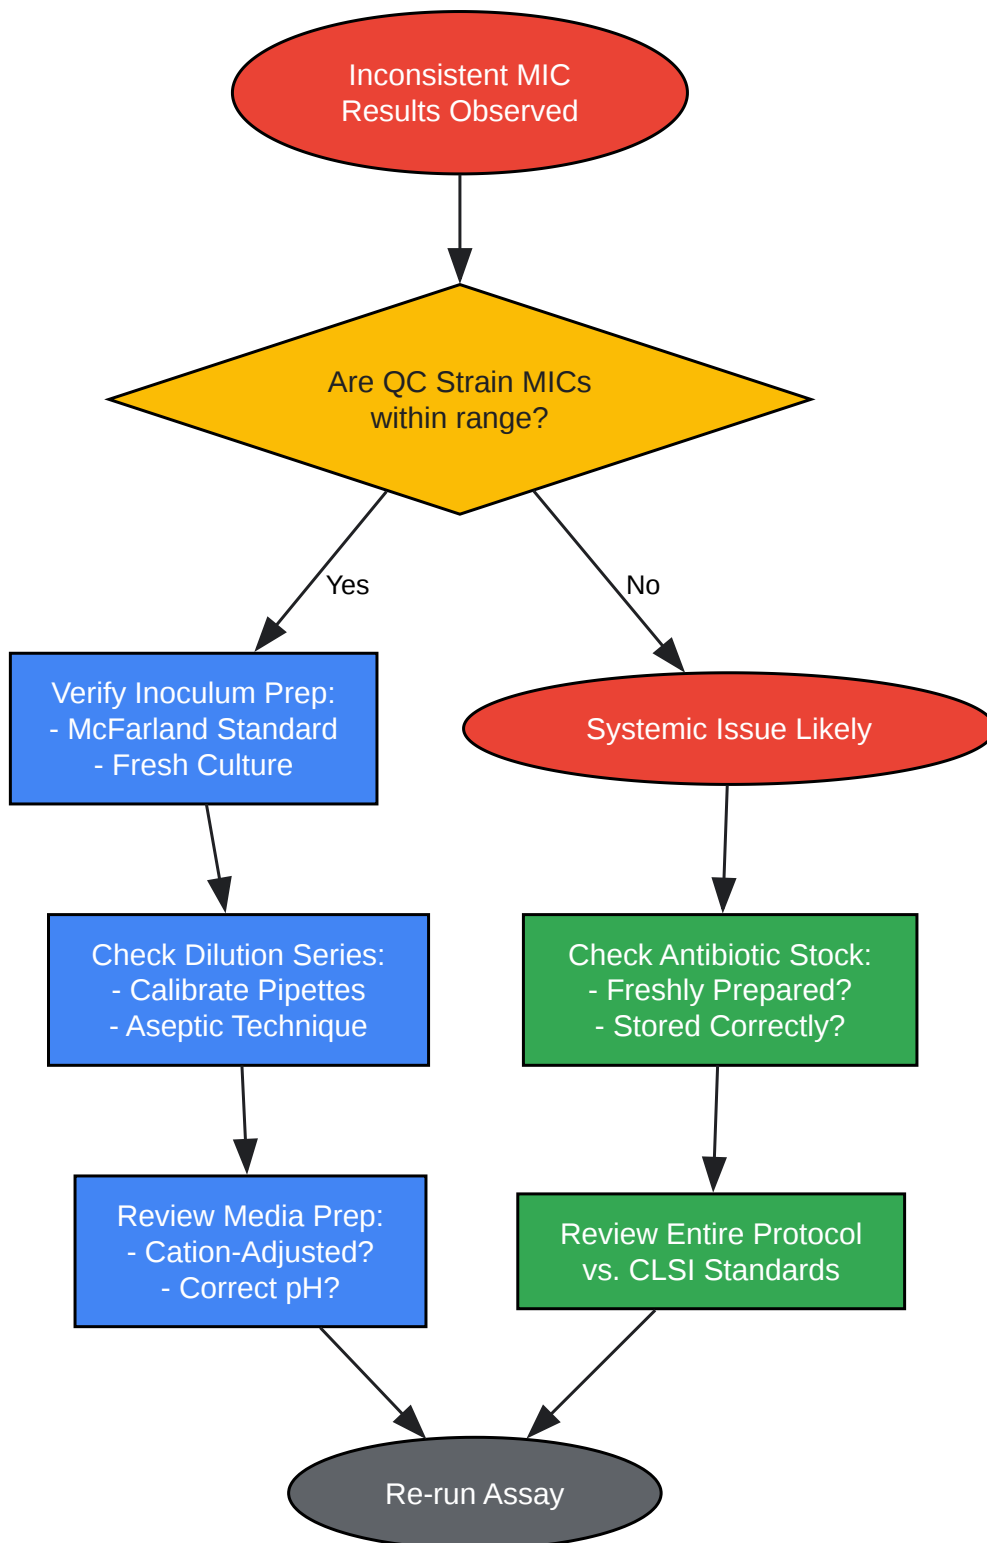 Inconsistent MIC
Results Observed
Are QC Strain MICs
within range?
Yes
No
Verify Inoculum Prep:
- McFarland Standard
- Fresh Culture
Systemic Issue Likely
Check Dilution Series:
- Calibrate Pipettes
- Aseptic Technique
Check Antibiotic Stock:
- Freshly Prepared?
- Stored Correctly?
Review Media Prep:
- Cation-Adjusted?
- Correct pH?
Review Entire Protocol
vs. CLSI Standards
Re-run Assay